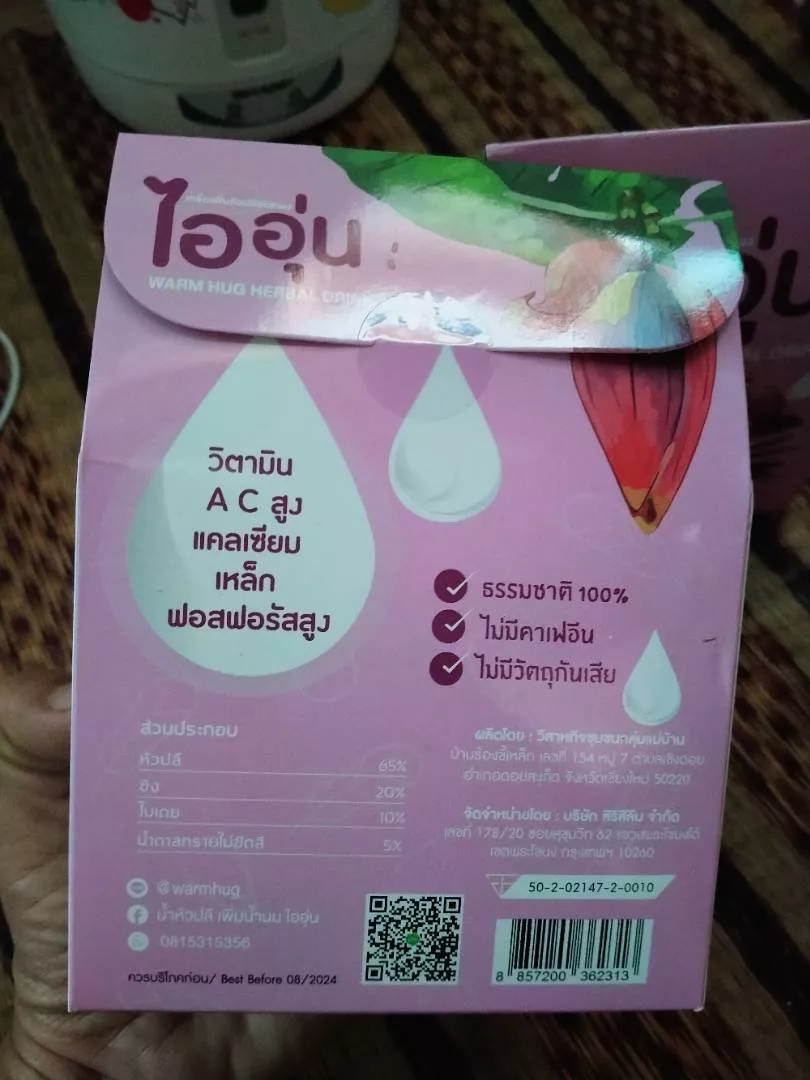 ไออุ่น
WARM HUG HERBAL DRINK
วิตามิน
A C สูง
แคลเซียม
เหล็ก
ฟอสฟอรัสสูง
ธรรมชาติ 100%
ไม่มีคาเฟอีน
ไม่มีวัตถุกันเสีย
ส่วนประกอบ
หัวปลี 65%
ขิง 20%
ใบเตย 10%
น้ำตาลทรายไม่ขัดสี 5%
@warmhug
น้ำหัวปลี เพิ่มน้ำนม ไออุ่น
0815315356
ควรบริโภคก่อน/ Best Before 08/2024
ผลิตโดย : วิสาหกิจชุมชนกลุ่มแม่บ้าน
บ้านร้องขี้เหล็ก เลขที่ 154 หมู่ 7 ตำบลเชิงดอย
อำเภอดอยสะเก็ด จังหวัดเชียงใหม่ 50220
จัดจำหน่ายโดย : บริษัท สิริศิลิน จำกัด
เลขที่ 178/20 ซอยสุขุมวิท 62 แขวงพระโขนงใต้
เขตพระโขนง กรุงเทพฯ 10260
50-2-02147-2-0010
8 857200 362313
อุ่น